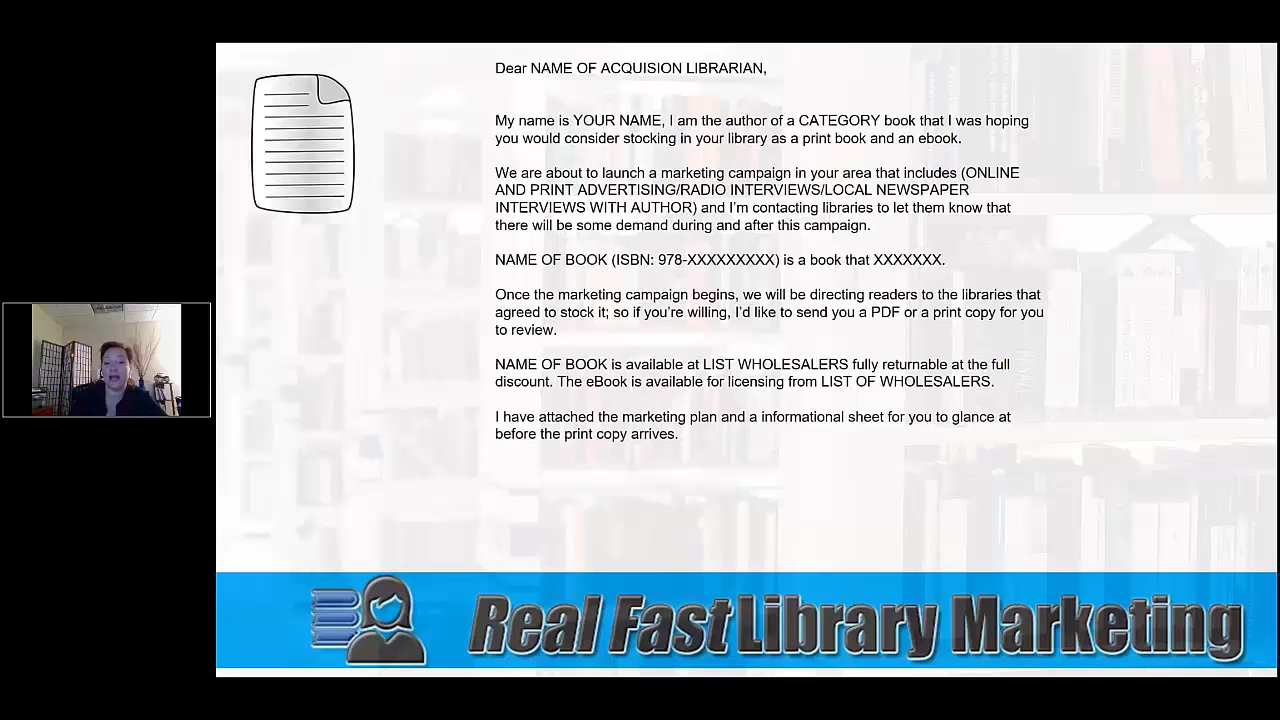 Dear NAME OF ACQUISION LIBRARIAN,
My name is YOUR NAME, I am the author of a CATEGORY book that I was hoping
you would consider stocking in your library as a print book and an ebook.
We are about to launch a marketing campaign in your area that includes (ONLINE
AND PRINT ADVERTISING/RADIO INTERVIEWS/LOCAL NEWSPAPER
INTERVIEWS WITH AUTHOR) and I'm contacting libraries to let them know that
there will be some demand during and after this campaign.
NAME OF BOOK (ISBN: 978-XXXXXXXXX) is a book that XXXXXXX.
Once the marketing campaign begins, we will be directing readers to the libraries that
agreed to stock it; so if you're willing, I'd like to send you a PDF or a print copy for you
to review.
NAME OF BOOK is available at LIST WHOLESALERS fully returnable at the full
discount. The eBook is available for licensing from LIST OF WHOLESALERS.
I have attached the marketing plan and a informational sheet for you to glance at
before the print copy arrives.
Real Fast Library Marketing